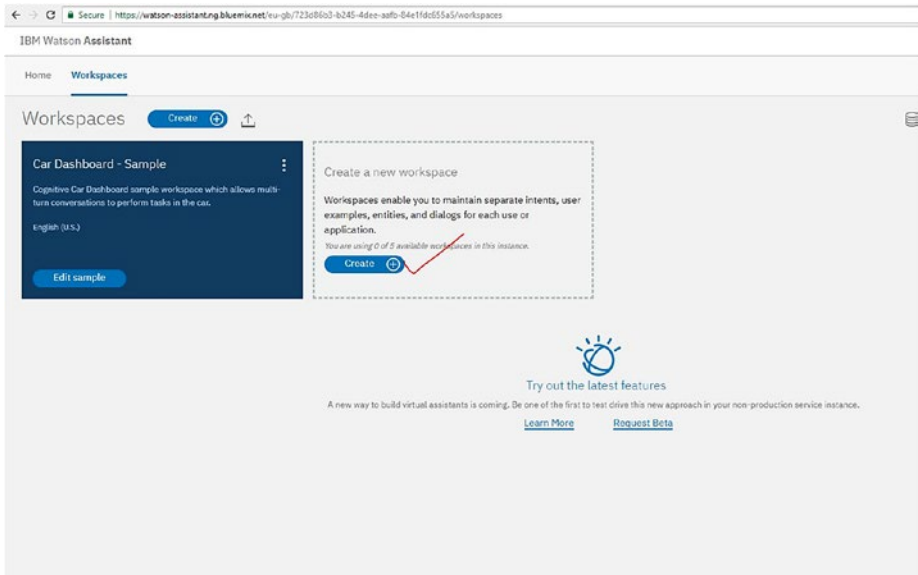 Secure | https://watson-assistant.ng.bluemix.net/eu-gb/723d86b3-b245-4dee-aafb-84e1fdc655a5/workspaces
IBM Watson Assistant
Home Workspaces
Workspaces Create
Car Dashboard - Sample
Cognitive Car Dashboard sample workspace which allows multi-
turn conversations to perform tasks in the car.
English (U.S.)
Edit sample
Create a new workspace
Workspaces enable you to maintain separate intents, user
examples, entities, and dialogs for each use or
application.
You are using 0 of 5 available workspaces in this instance.
Create
Try out the latest features
A new way to build virtual assistants is coming. Be one of the first to test drive this new approach in your non-production service instance.
Learn More Request Beta